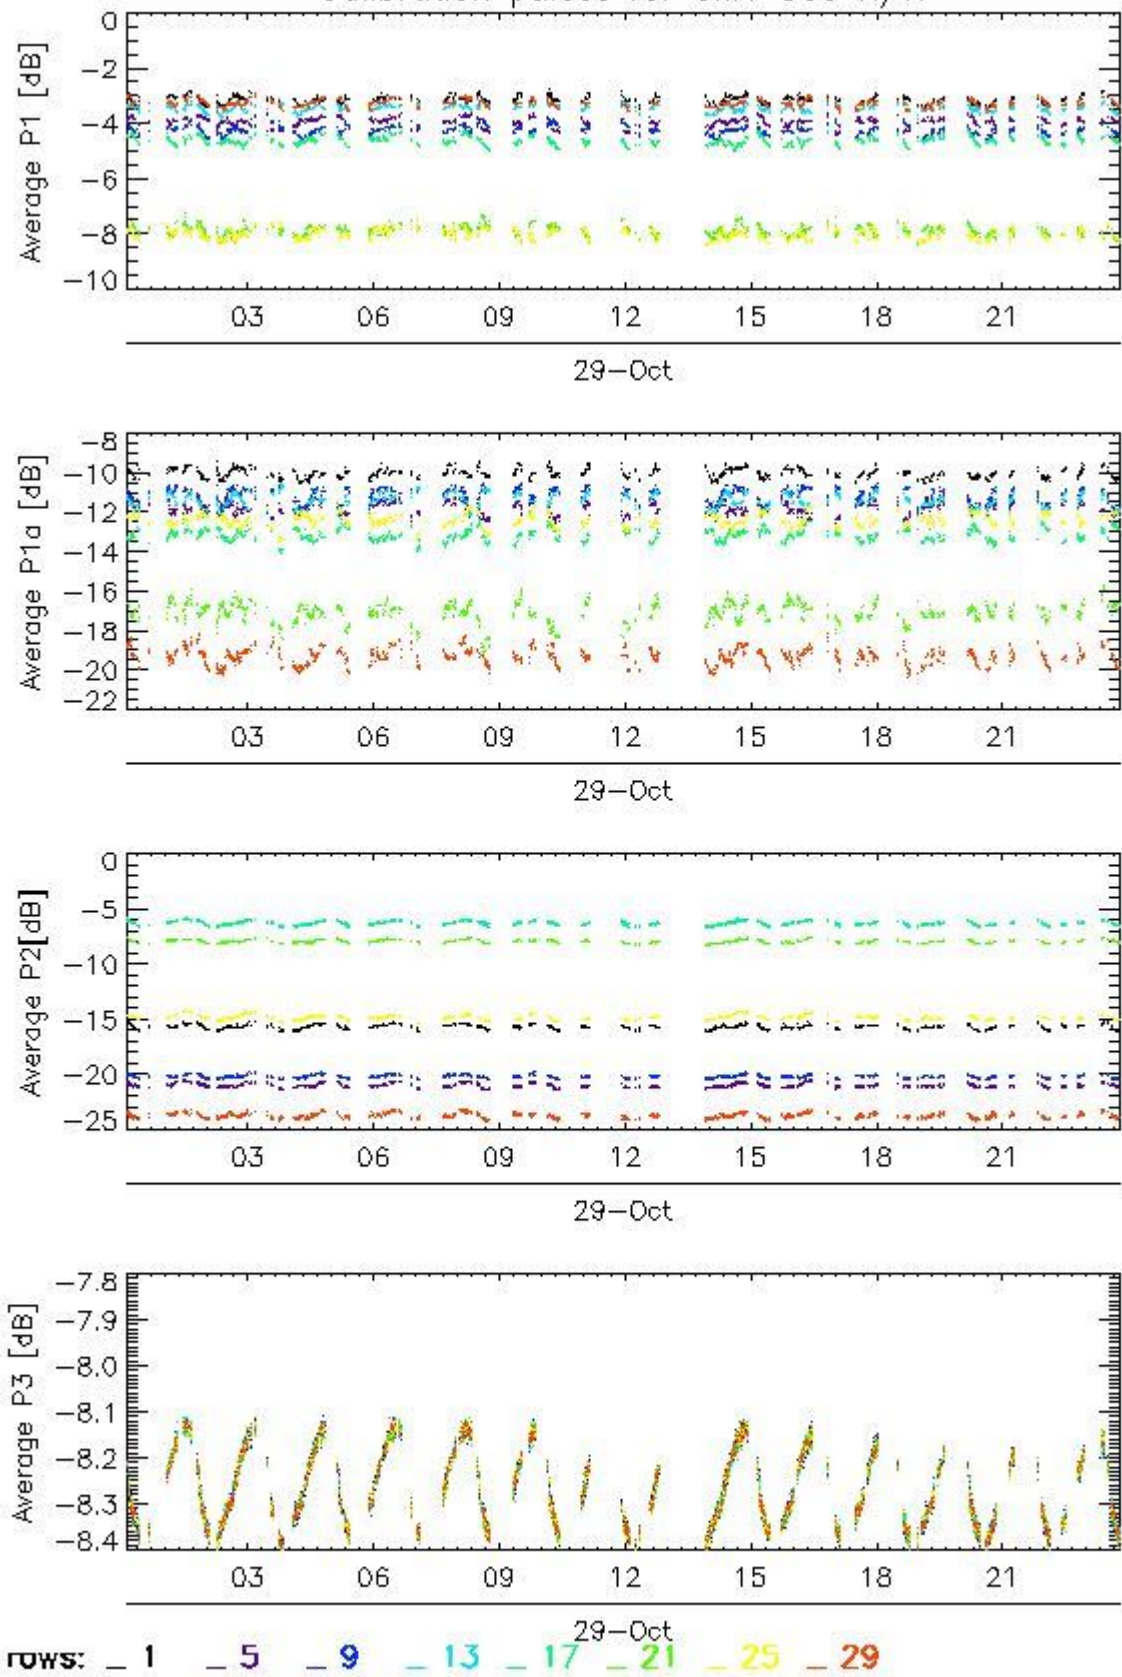 Average P1 [dB]
0
−2
−4
−6
−8
−10
03 06 09 12 15 18 21
29−Oct
Average P1a [dB]
−8
−10
−12
−14
−16
−18
−20
−22
03 06 09 12 15 18 21
29−Oct
Average P2[dB]
0
−5
−10
−15
−20
−25
03 06 09 12 15 18 21
29−Oct
Average P3 [dB]
−7.8
−7.9
−8.0
−8.1
−8.2
−8.3
−8.4
03 06 09 12 15 18 21
29−Oct
rows: _ 1 _ 5 _ 9 _ 13 _ 17 _ 21 _ 25 _ 29